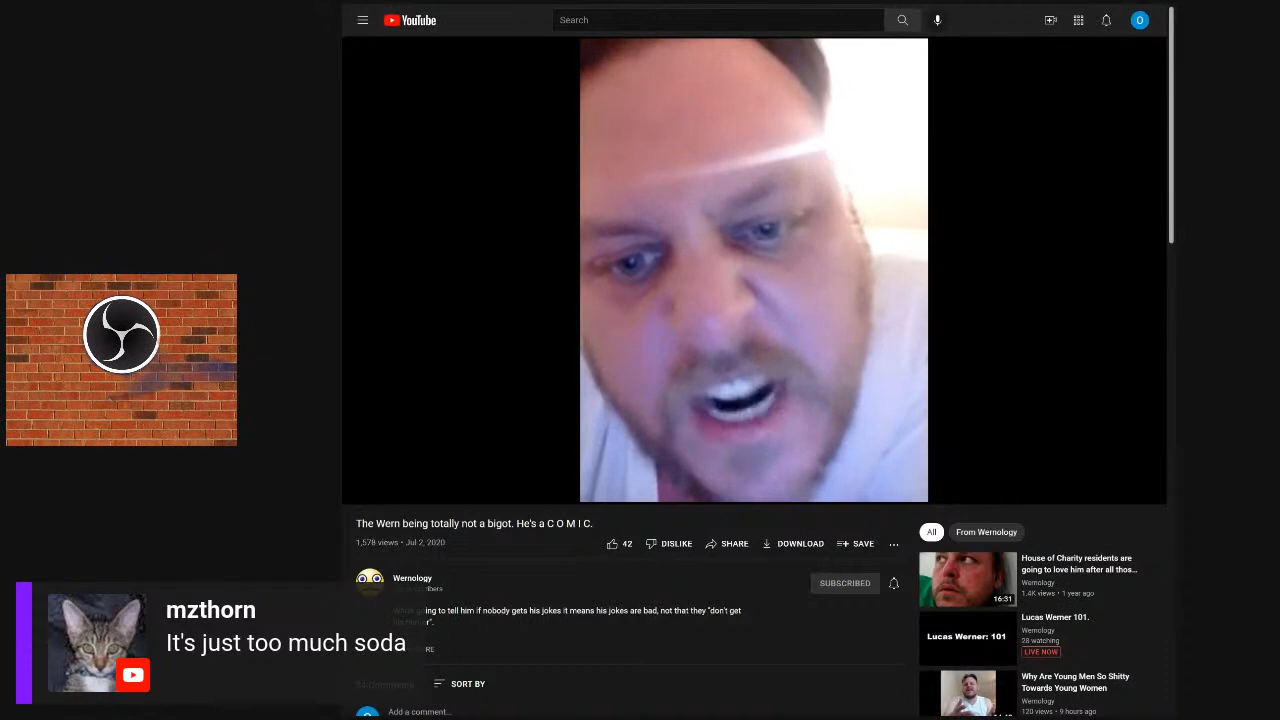 YouTube
Search
O
The Wern being totally not a bigot. He's a C O M I C.
1,578 views • Jul 2, 2020
42
DISLIKE
SHARE
DOWNLOAD
SAVE
Wernology
SUBSCRIBED
going to tell him if nobody gets his jokes it means his jokes are bad, not that they "don't get
SORT BY
Add a comment...
mzthorn
It's just too much soda
All
From Wernology
House of Charity residents are
going to love him after all thos...
Wernology
1.4K views • 1 year ago
16:31
Lucas Werner: 101
Lucas Werner 101.
Wernology
28 watching
LIVE NOW
Why Are Young Men So Shitty
Towards Young Women
120 views • 9 hours ago